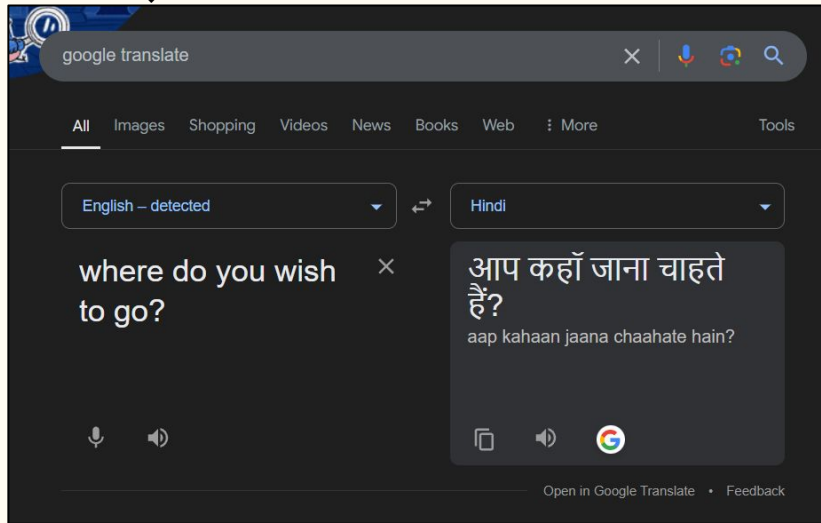 google translate
All Images Shopping Videos News Books Web More Tools
English – detected
Hindi
where do you wish
to go?
आप कहाँ जाना चाहते
हैं?
aap kahaan jaana chaahate hain?
Open in Google Translate • Feedback